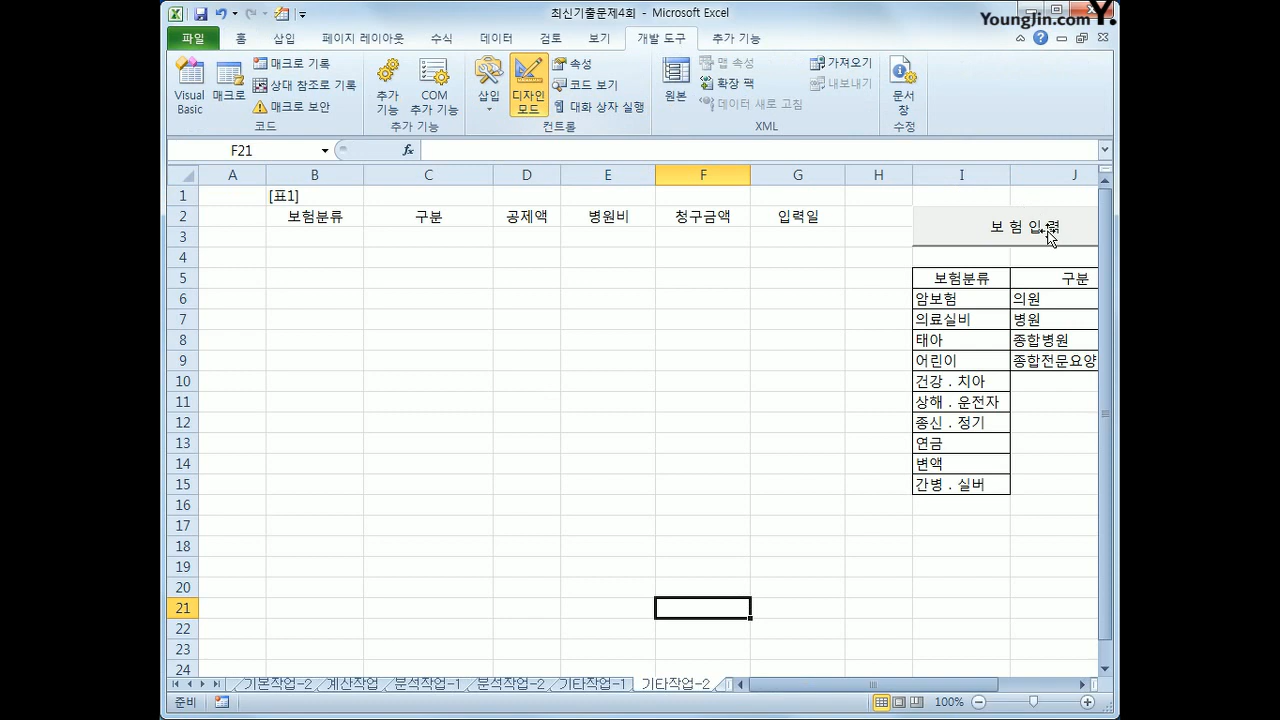 최신기출문제4회 - Microsoft Excel
YoungJin.com Y.
파일 홈 삽입 페이지 레이아웃 수식 데이터 검토 보기 개발 도구 추가 기능
Visual Basic
매크로
매크로 기록
상대 참조로 기록
매크로 보안
코드
추가 기능
COM 추가 기능
추가 기능
삽입
디자인 모드
속성
코드 보기
대화 상자 실행
컨트롤
원본
맵 속성
확장 팩
데이터 새로 고침
가져오기
내보내기
XML
문서 창
수정
F21 fx
A B C D E F G H I J
1 [표1]
2 보험분류 구분 공제액 병원비 청구금액 입력일
보 험 입 력
3
4
5 보험분류 구분
6 암보험 의원
7 의료실비 병원
8 태아 종합병원
9 어린이 종합전문요양
10 건강 . 치아
11 상해 . 운전자
12 종신 . 정기
13 연금
14 변액
15 간병 . 실버
16
17
18
19
20
21
22
23
24
기본작업-2 계산작업 분석작업-1 분석작업-2 기타작업-1 기타작업-2
준비 100%